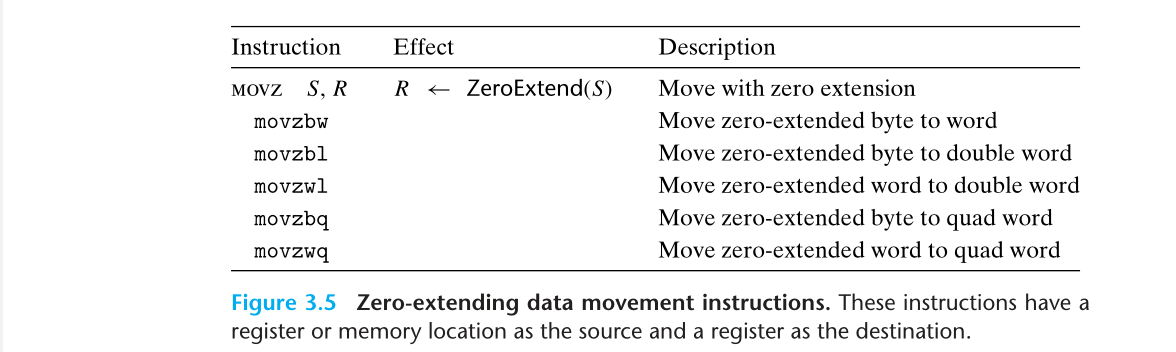 Instruction Effect Description
MOVZ S, R R ← ZeroExtend(S) Move with zero extension
movzbw Move zero-extended byte to word
movzbl Move zero-extended byte to double word
movzwl Move zero-extended word to double word
movzbq Move zero-extended byte to quad word
movzwq Move zero-extended word to quad word
Figure 3.5 Zero-extending data movement instructions. These instructions have a
register or memory location as the source and a register as the destination.